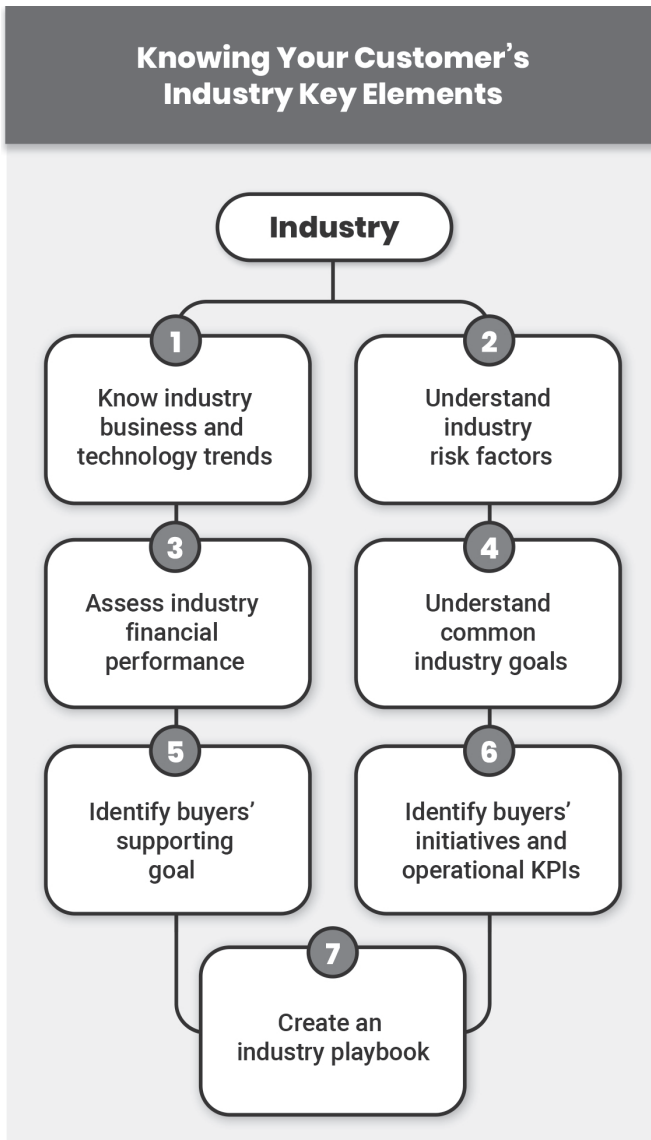 Knowing Your Customer’s
Industry Key Elements
Industry
1
Know industry
business and
technology trends
2
Understand
industry
risk factors
3
Assess industry
financial
performance
4
Understand
common
industry goals
5
Identify buyers’
supporting
goal
6
Identify buyers’
initiatives and
operational KPIs
7
Create an
industry playbook